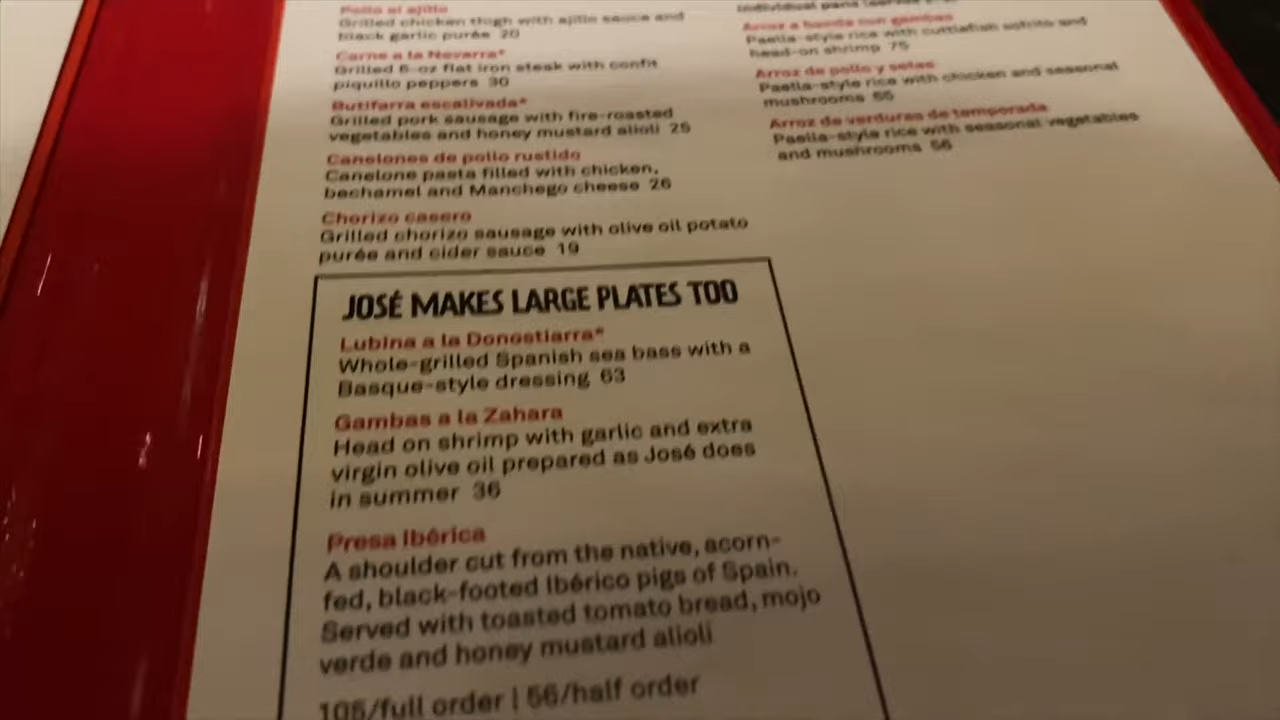 Pollo al ajillo
Grilled chicken thigh with ajillo sauce and
black garlic purée 20
Carne a la Navarra*
Grilled 6-oz flat iron steak with confit
piquillo peppers 30
Butifarra escalivada*
Grilled pork sausage with fire-roasted
vegetables and honey mustard alioli 25
Canelones de pollo rustido
Canelone pasta filled with chicken,
bechamel and Manchego cheese 26
Chorizo casero
Grilled chorizo sausage with olive oil potato
purée and cider sauce 19
JOSÉ MAKES LARGE PLATES TOO
Lubina a la Donostiarra*
Whole-grilled Spanish sea bass with a
Basque-style dressing 63
Gambas a la Zahara
Head on shrimp with garlic and extra
virgin olive oil prepared as José does
in summer 36
Presa Ibérica
A shoulder cut from the native, acorn-
fed, black-footed Ibérico pigs of Spain.
Served with toasted tomato bread, mojo
verde and honey mustard alioli
105/full order | 56/half order
Individual pans
Arroz a banda con gambas
Paella-style rice with cuttlefish sofrito and
head-on shrimp 75
Arroz de pollo y setas
Paella-style rice with chicken and seasonal
mushrooms
Arroz de verduras de temporada
Paella-style rice with seasonal vegetables
and mushrooms